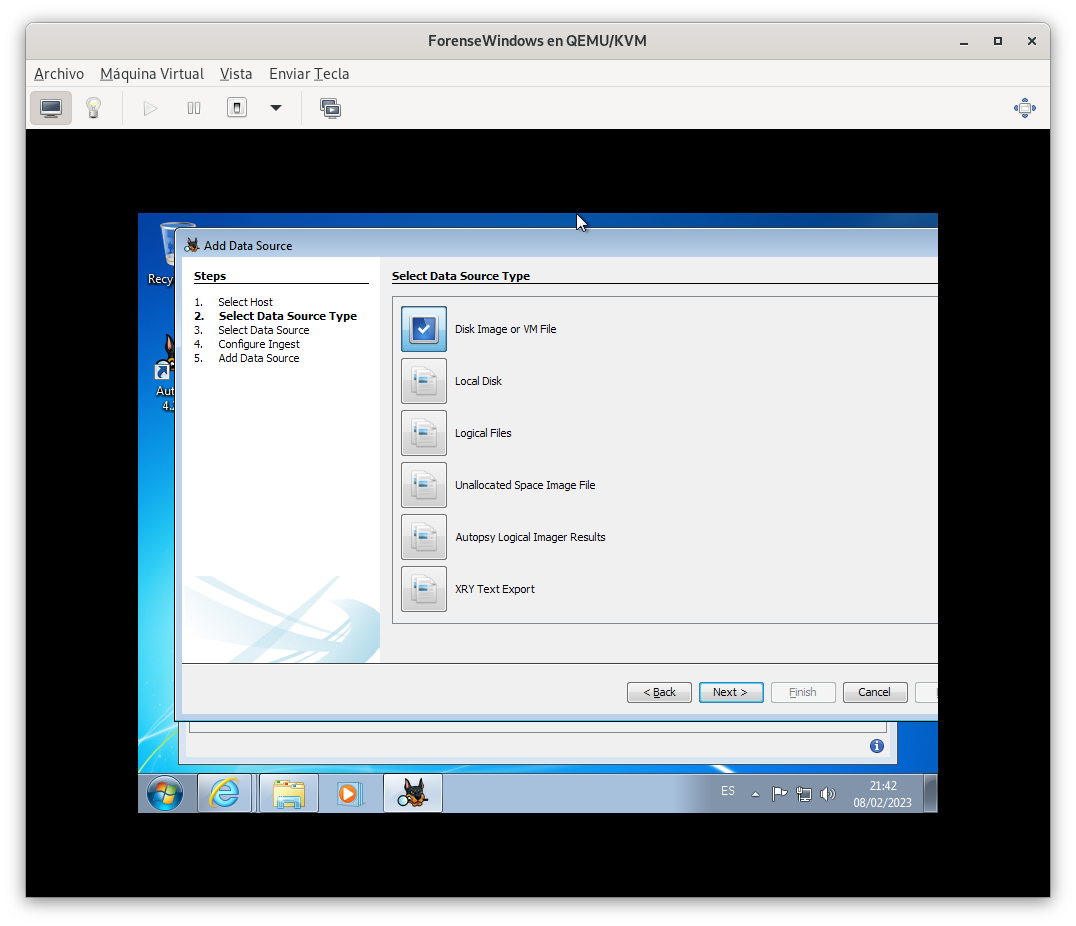 ForenseWindows en QEMU/KVM
Archivo Máquina Virtual Vista Enviar Tecla
Add Data Source
Steps
1. Select Host
2. Select Data Source Type
3. Select Data Source
4. Configure Ingest
5. Add Data Source
Select Data Source Type
Disk Image or VM File
Local Disk
Logical Files
Unallocated Space Image File
Autopsy Logical Imager Results
XRY Text Export
< Back Next > Finish Cancel
Recy
Aut
4.
ES
21:42
08/02/2023